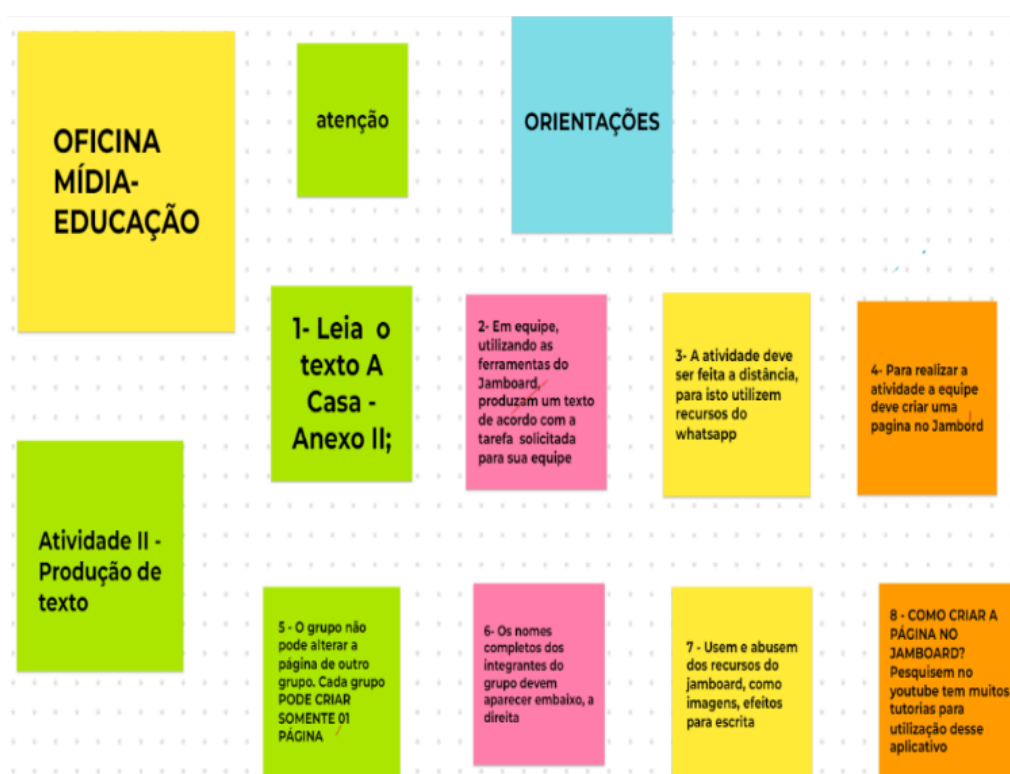 OFICINA
MÍDIA-
EDUCAÇÃO
atenção
ORIENTAÇÕES
1- Leia o
texto A
Casa -
Anexo II;
2- Em equipe,
utilizando as
ferramentas do
Jamboard,
produzam um texto
de acordo com a
tarefa solicitada
para sua equipe
3- A atividade deve
ser feita a distância,
para isto utilizem
recursos do
whatsapp
4- Para realizar a
atividade a equipe
deve criar uma
pagina no Jambord
Atividade II -
Produção de
texto
5 - O grupo não
pode alterar a
página de outro
grupo. Cada grupo
PODE CRIAR
SOMENTE 01
PÁGINA
6- Os nomes
completos dos
integrantes do
grupo devem
aparecer embaixo, a
direita
7 - Usem e abusem
dos recursos do
jamboard, como
imagens, efeitos
para escrita
8 - COMO CRIAR A
PÁGINA NO
JAMBOARD?
Pesquisem no
youtube tem muitos
tutorias para
utilização desse
aplicativo